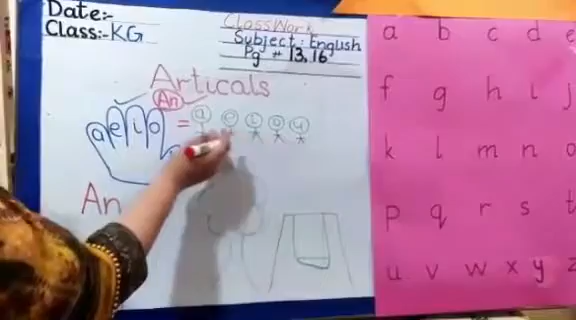 Date:-
Class:-KG
ClassWork
Subject: English
Pg # 13, 16
Articals
An
a e i o = a e i o u
An
a b c d e
f g h i j
k l m n o
p q r s t
u v w x y z